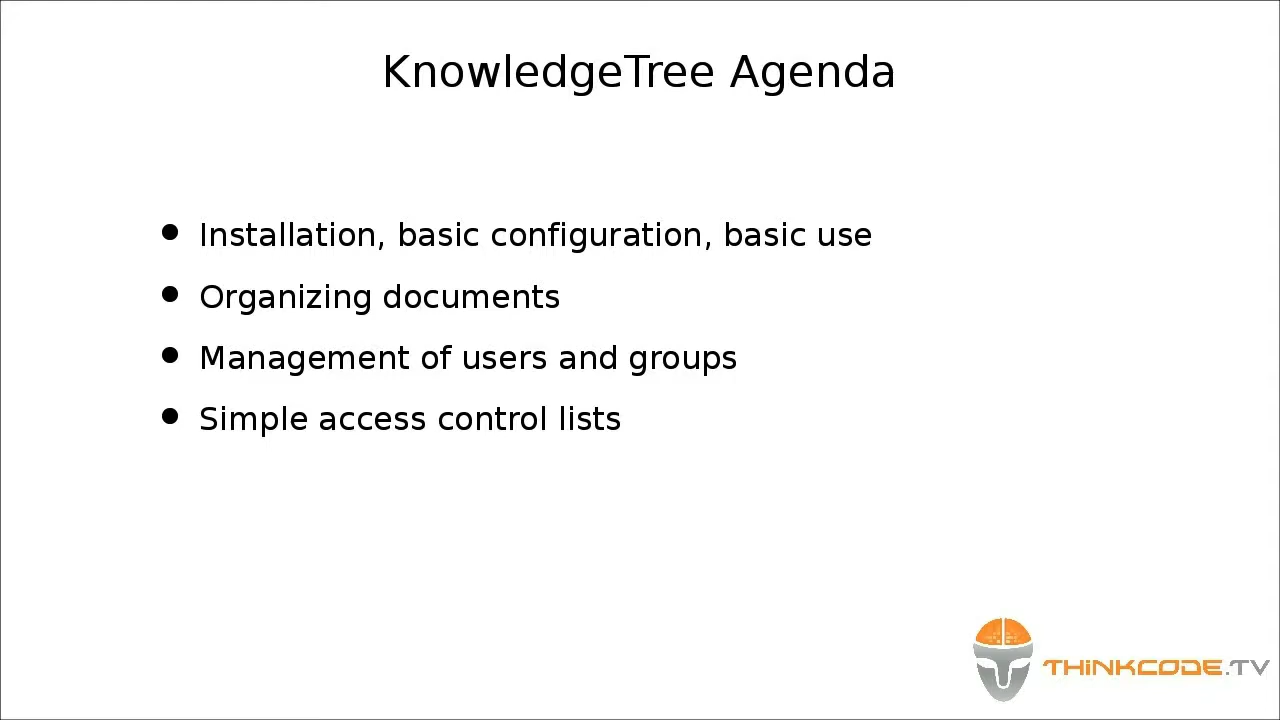 KnowledgeTree Agenda
● Installation, basic configuration, basic use
● Organizing documents
● Management of users and groups
● Simple access control lists
THINKCODE.TV